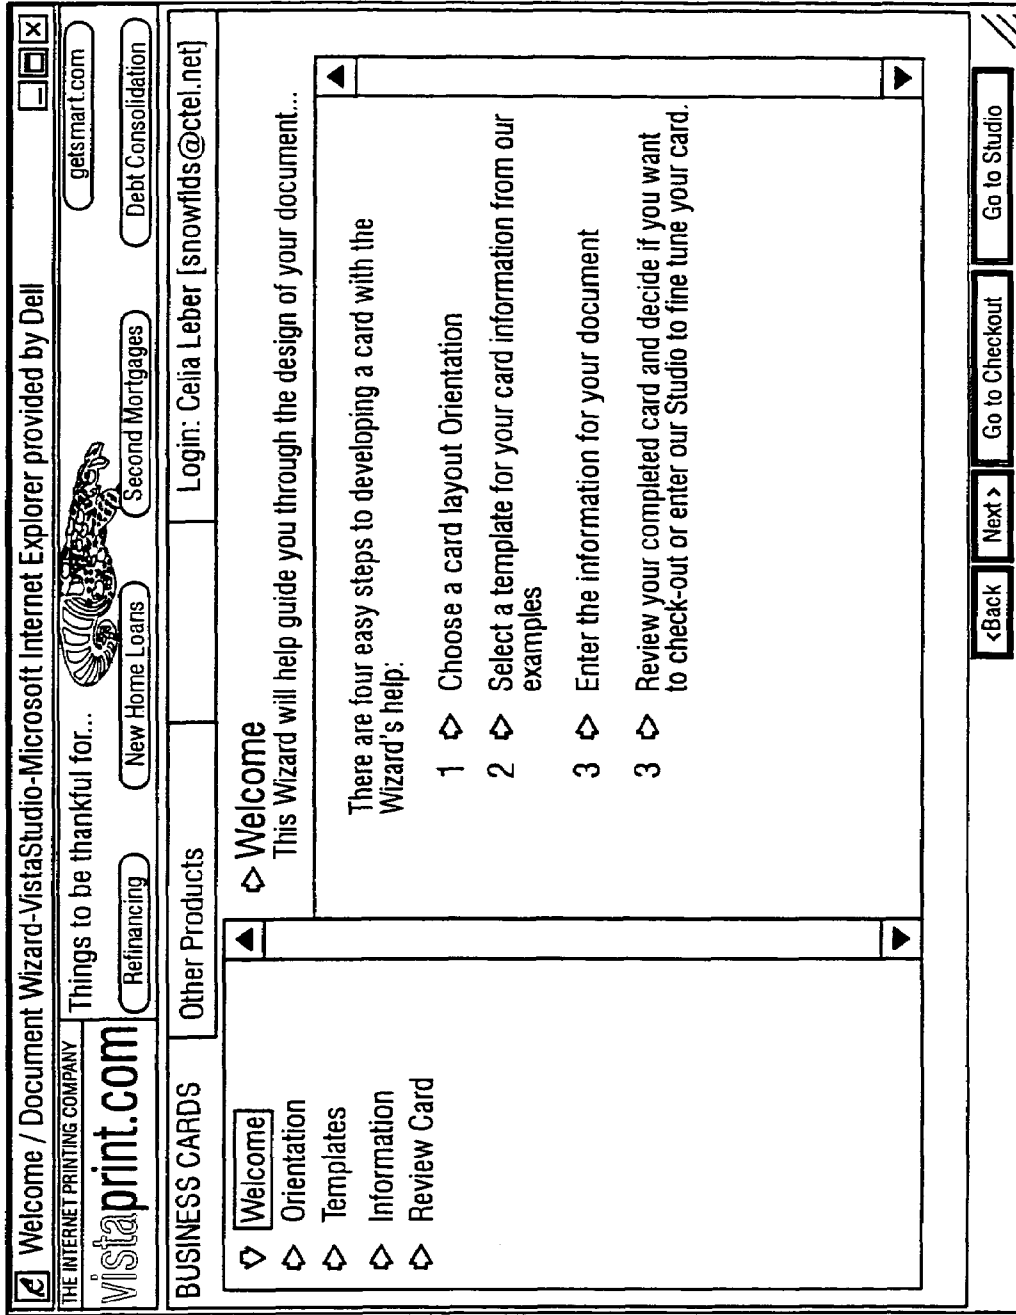 Welcome / Document Wizard-VistaStudio-Microsoft Internet Explorer provided by Dell
THE INTERNET PRINTING COMPANY
vistaprint.com
Things to be thankful for...
getsmart.com
Refinancing
New Home Loans
Second Mortgages
Debt Consolidation
BUSINESS CARDS
Other Products
Login: Celia Leber [snowflds@ctel.net]
Welcome
Orientation
Templates
Information
Review Card
Welcome
This Wizard will help guide you through the design of your document...
There are four easy steps to developing a card with the
Wizard's help:
1 Choose a card layout Orientation
2 Select a template for your card information from our
examples
3 Enter the information for your document
3 Review your completed card and decide if you want
to check-out or enter our Studio to fine tune your card.
<Back
Next>
Go to Checkout
Go to Studio